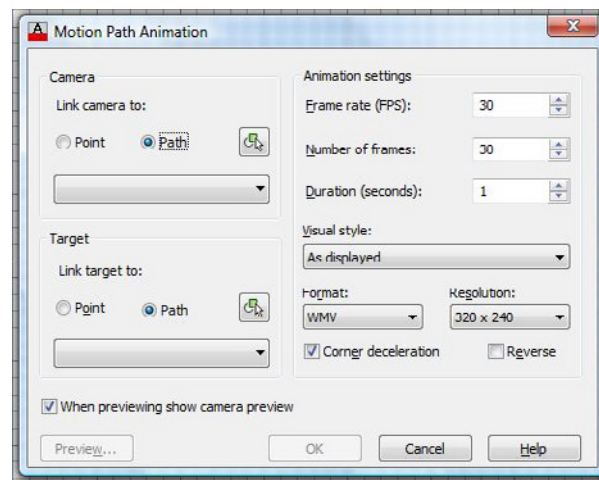 Motion Path Animation
Camera
Link camera to:
Point Path
Target
Link target to:
Point Path
Animation settings
Frame rate (FPS): 30
Number of frames: 30
Duration (seconds): 1
Visual style:
As displayed
Format: Resolution:
WMV 320 x 240
Corner deceleration Reverse
When previewing show camera preview
Preview... OK Cancel Help